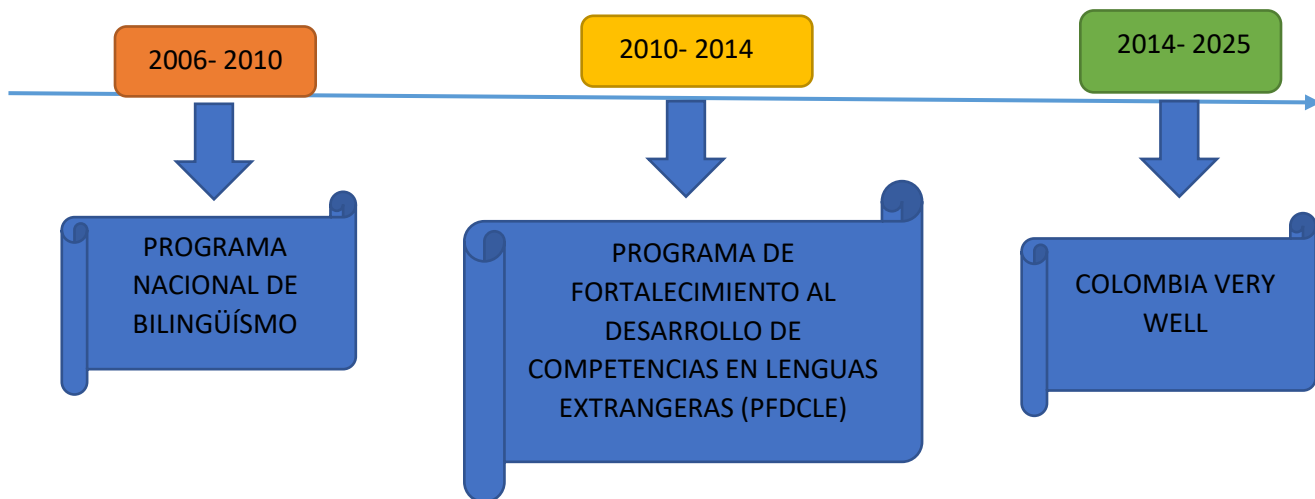 2006- 2010
2010- 2014
2014- 2025
PROGRAMA
NACIONAL DE
BILINGÜÍSMO
PROGRAMA DE
FORTALECIMIENTO AL
DESARROLLO DE
COMPETENCIAS EN LENGUAS
EXTRANGERAS (PFDCLE)
COLOMBIA VERY
WELL